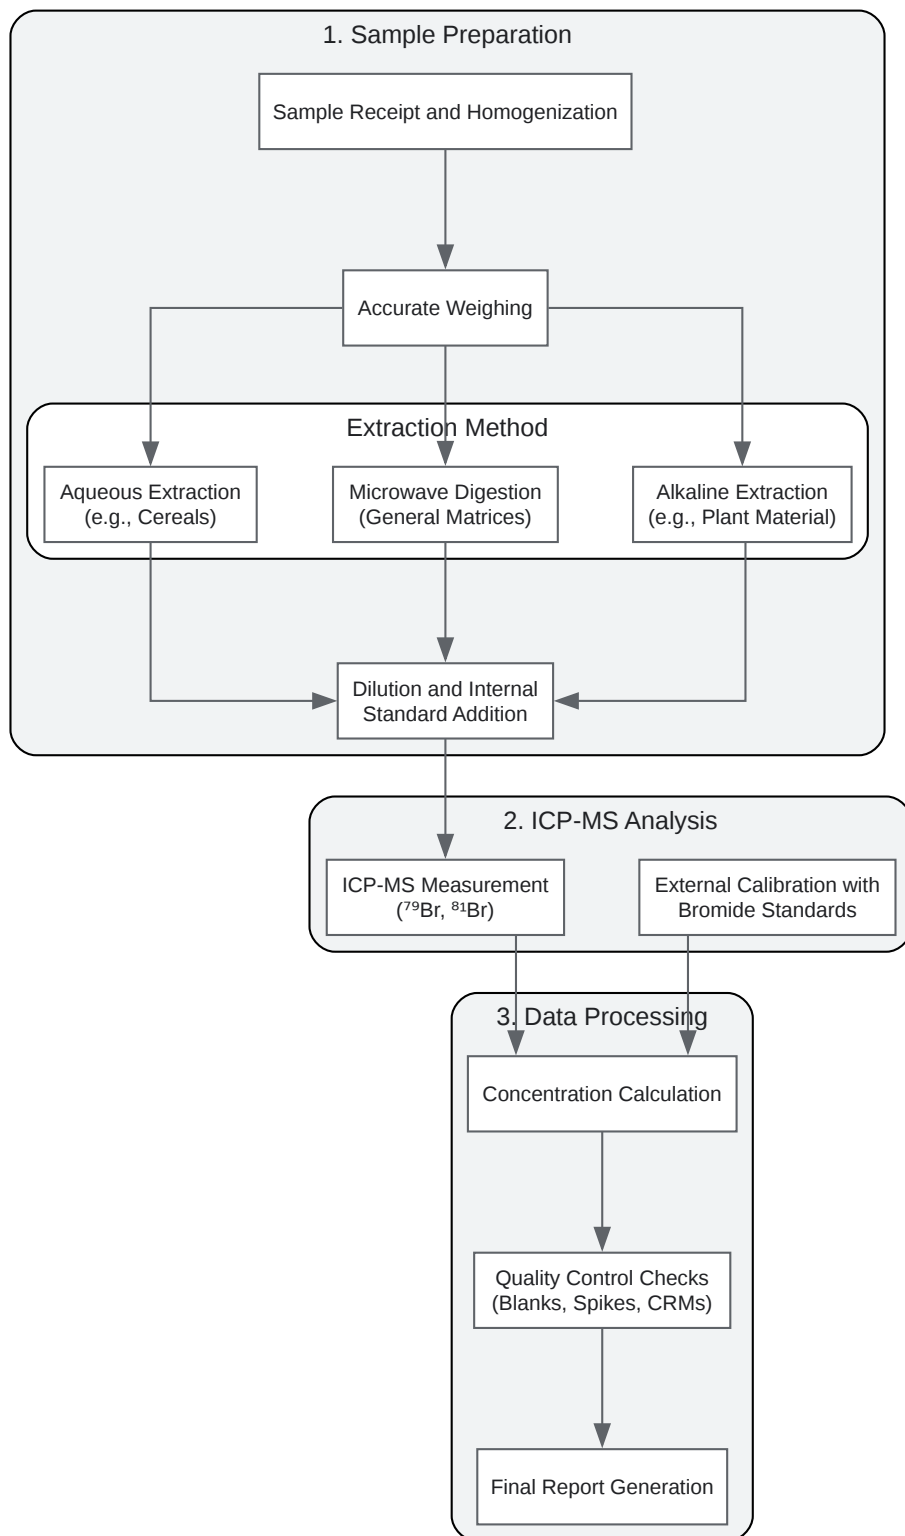 1. Sample Preparation
Sample Receipt and Homogenization
Accurate Weighing
Extraction Method
Aqueous Extraction
(e.g., Cereals)
Microwave Digestion
(General Matrices)
Alkaline Extraction
(e.g., Plant Material)
Dilution and Internal
Standard Addition
2. ICP-MS Analysis
ICP-MS Measurement
(⁷⁹Br, ⁸¹Br)
External Calibration with
Bromide Standards
3. Data Processing
Concentration Calculation
Quality Control Checks
(Blanks, Spikes, CRMs)
Final Report Generation